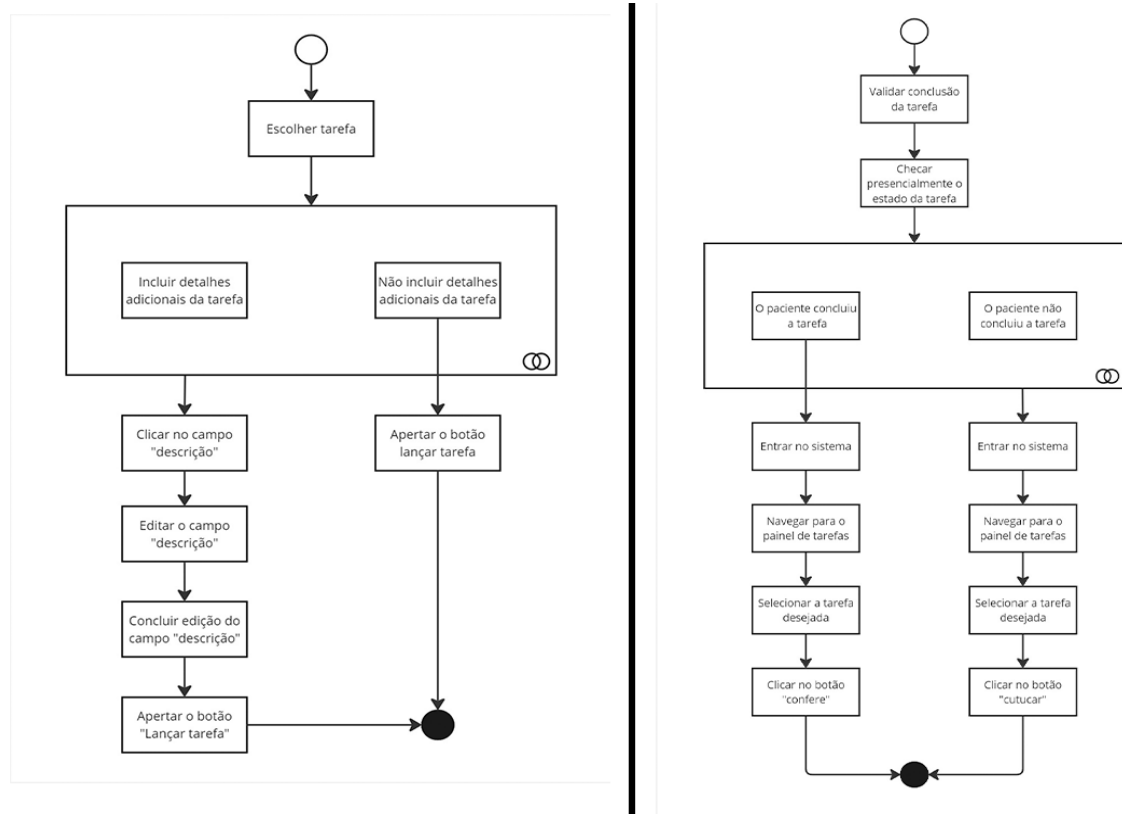 Escolher tarefa
Incluir detalhes
adicionais da tarefa
Não incluir detalhes
adicionais da tarefa
Clicar no campo
"descrição"
Apertar o botão
lançar tarefa
Editar o campo
"descrição"
Concluir edição do
campo "descrição"
Apertar o botão
"Lançar tarefa"
Validar conclusão
da tarefa
Checar
presencialmente o
estado da tarefa
O paciente concluiu
a tarefa
O paciente não
concluiu a tarefa
Entrar no sistema
Entrar no sistema
Navegar para o
painel de tarefas
Navegar para o
painel de tarefas
Selecionar a tarefa
desejada
Selecionar a tarefa
desejada
Clicar no botão
"confere"
Clicar no botão
"cutucar"